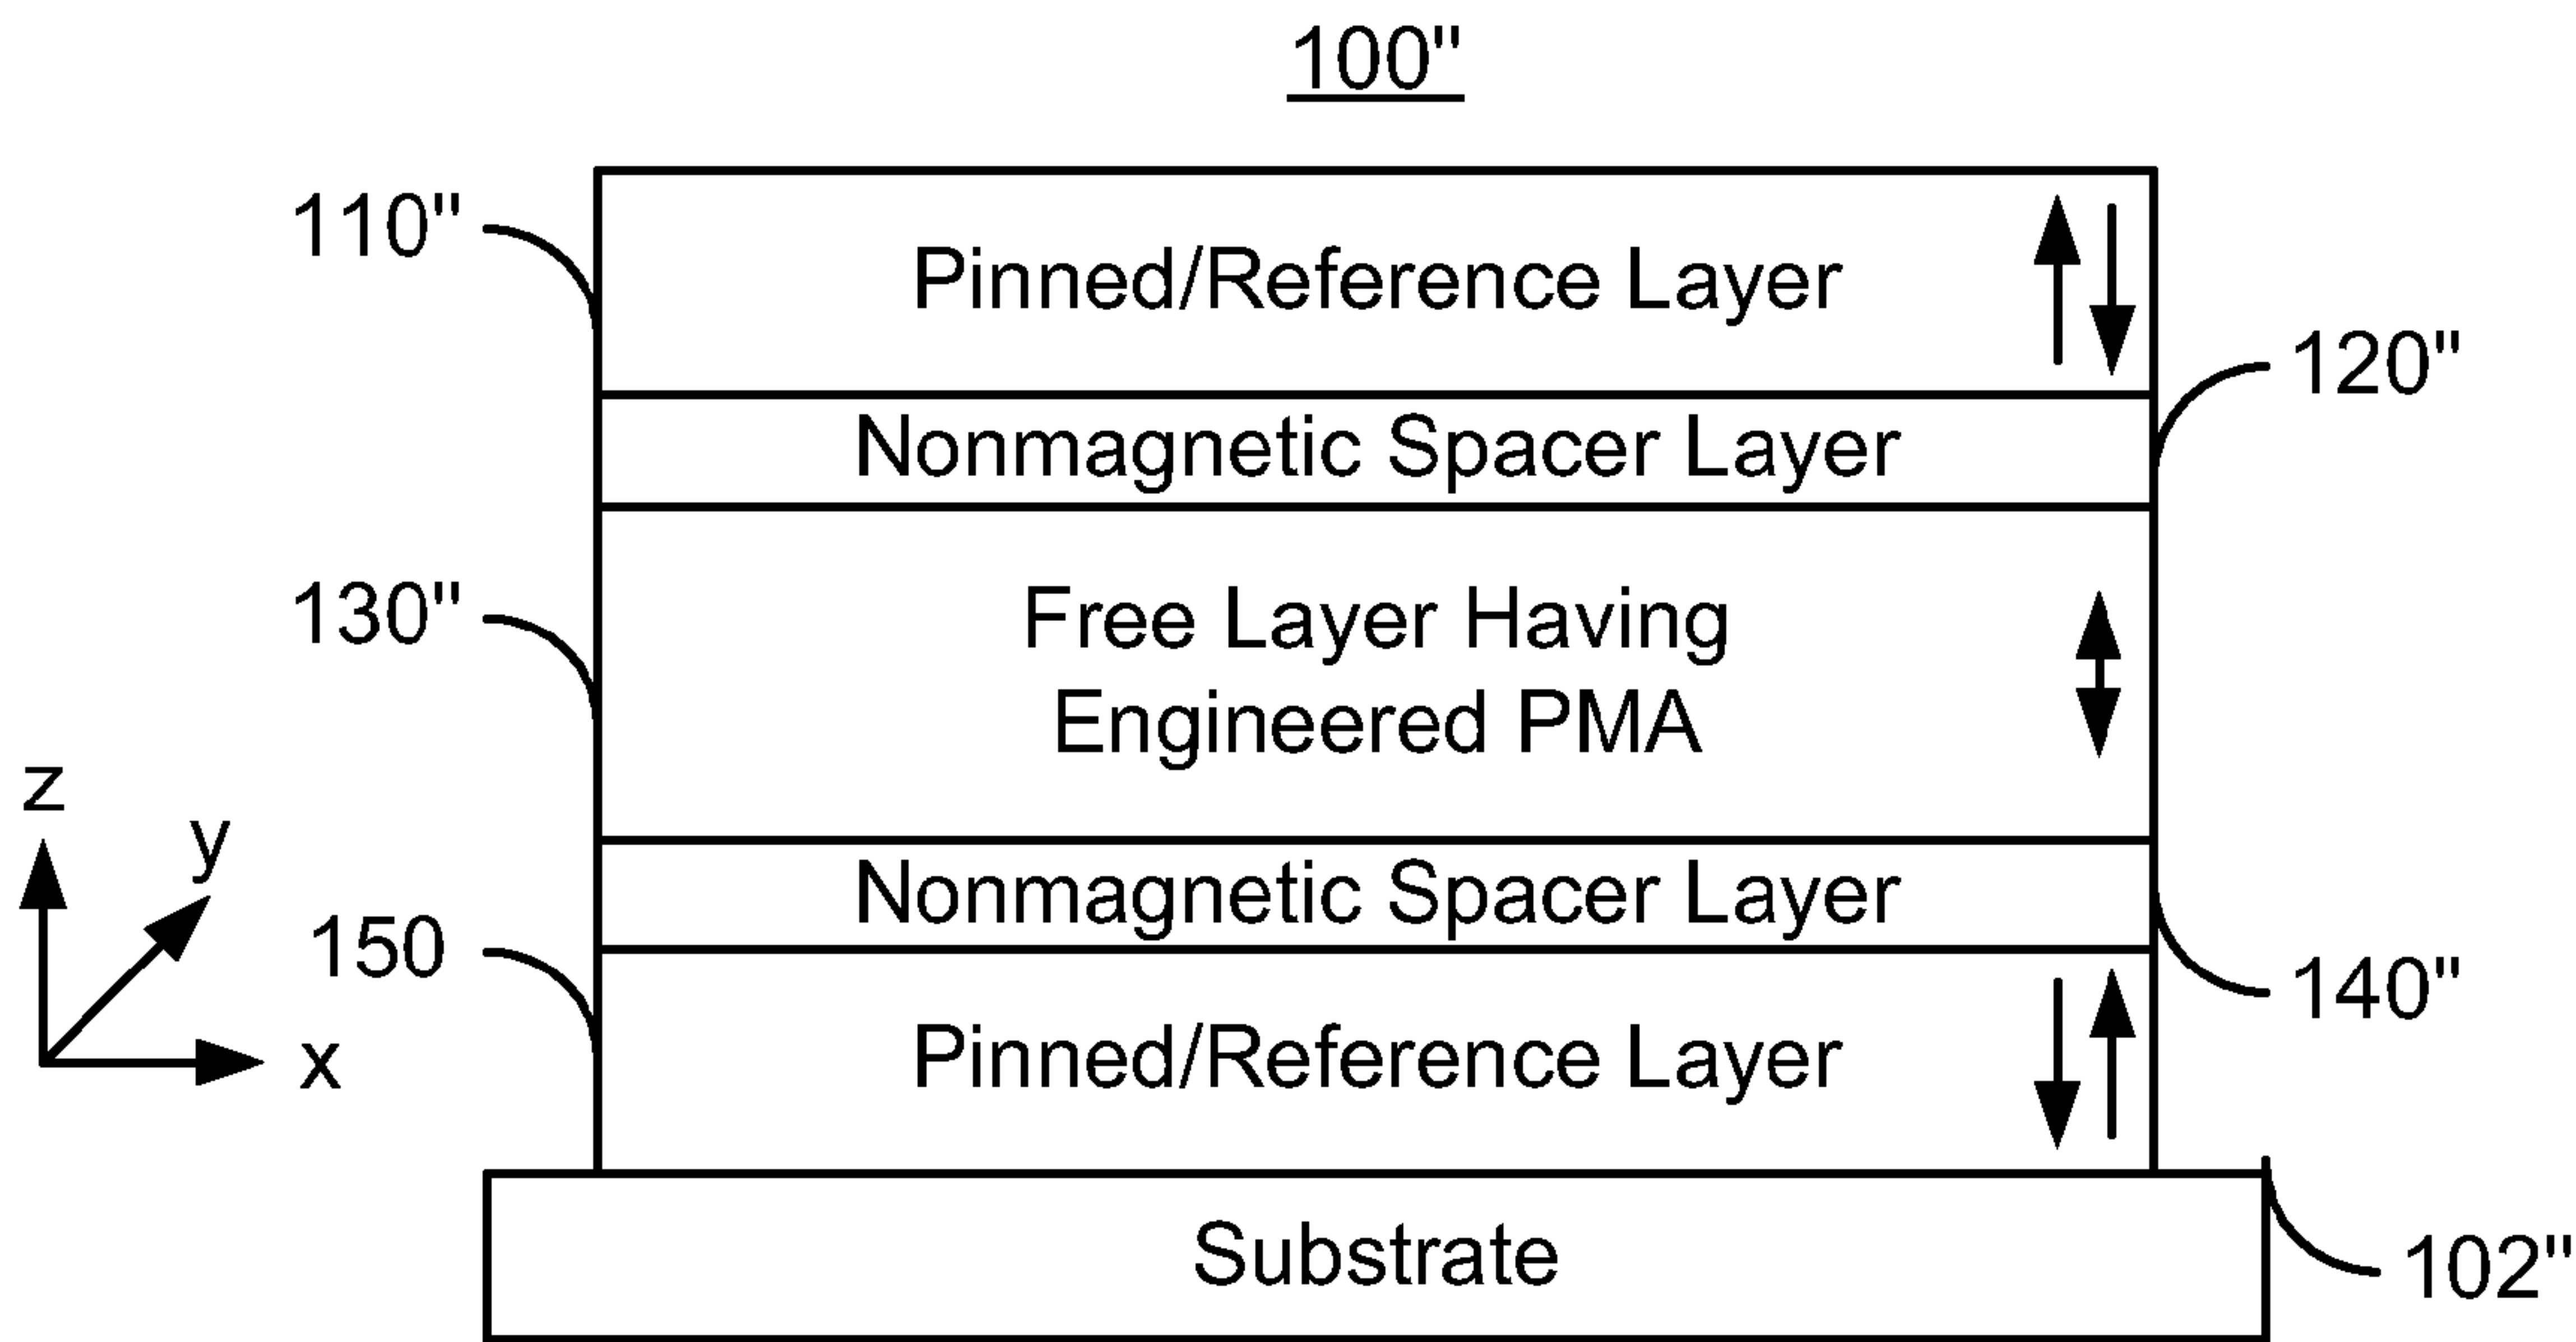 100"
110"
Pinned/Reference Layer
120"
Nonmagnetic Spacer Layer
130"
Free Layer Having
Engineered PMA
z
y
x
Nonmagnetic Spacer Layer
150
140"
Pinned/Reference Layer
Substrate
102"